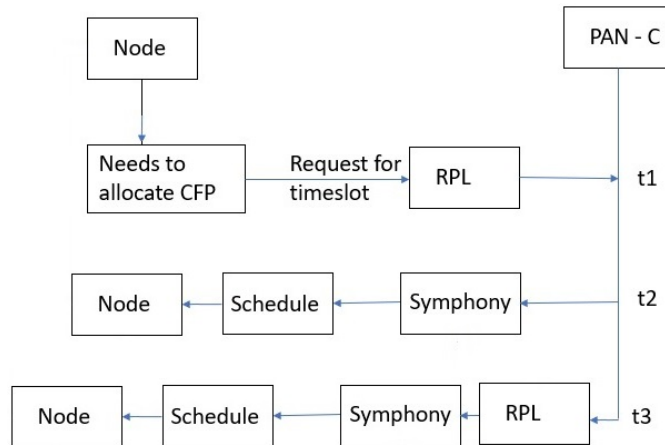 Node
PAN - C
Needs to
allocate CFP
Request for
timeslot
RPL
t1
Node
Schedule
Symphony
t2
Node
Schedule
Symphony
RPL
t3